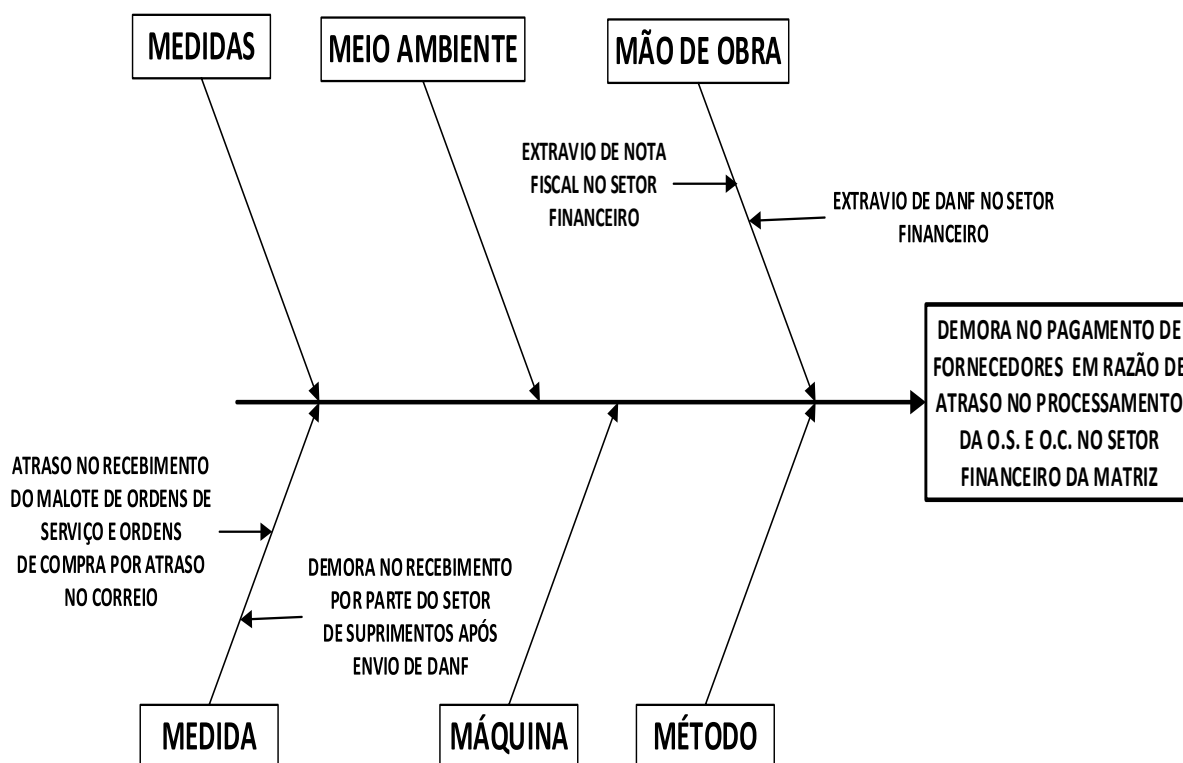 MEDIDAS
MEIO AMBIENTE
MÃO DE OBRA
EXTRAVIO DE NOTA
FISCAL NO SETOR
FINANCEIRO
EXTRAVIO DE DANF NO SETOR
FINANCEIRO
DEMORA NO PAGAMENTO DE
FORNECEDORES EM RAZÃO DE
ATRASO NO PROCESSAMENTO
DA O.S. E O.C. NO SETOR
FINANCEIRO DA MATRIZ
ATRASO NO RECEBIMENTO
DO MALOTE DE ORDENS DE
SERVIÇO E ORDENS
DE COMPRA POR ATRASO
NO CORREIO
DEMORA NO RECEBIMENTO
POR PARTE DO SETOR
DE SUPRIMENTOS APÓS
ENVIO DE DANF
MEDIDA
MÁQUINA
MÉTODO